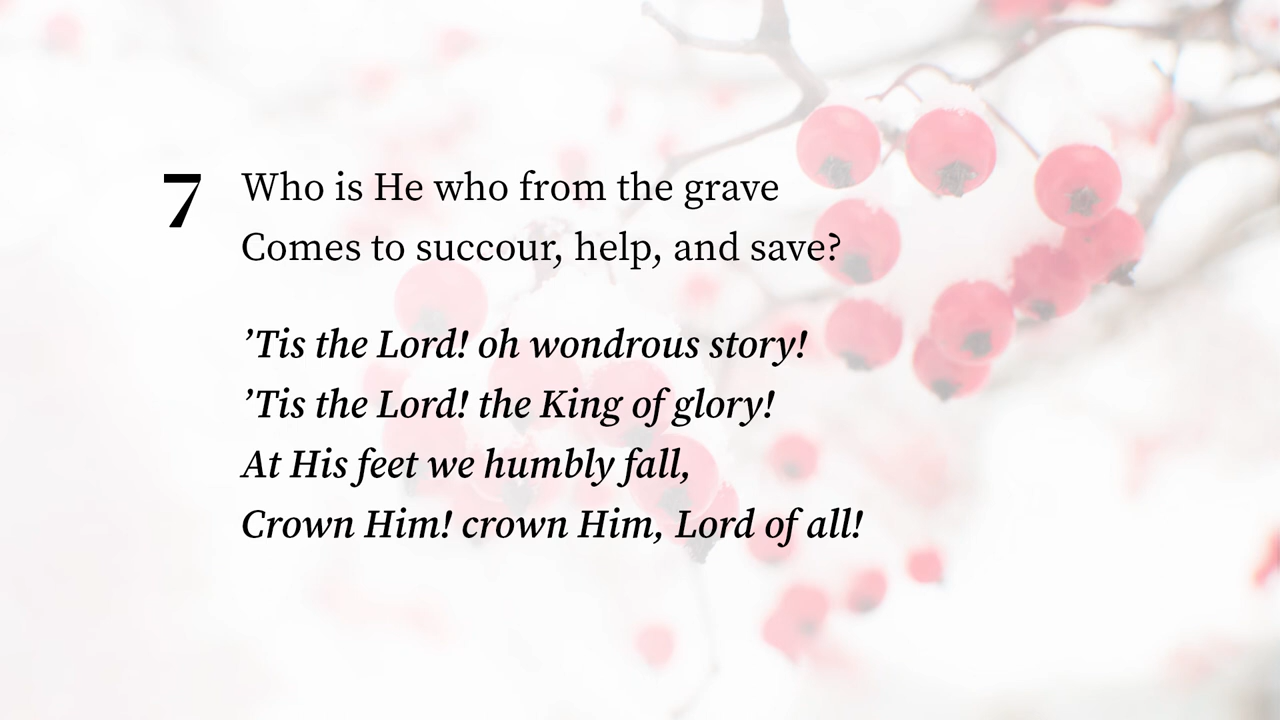 7 Who is He who from the grave
Comes to succour, help, and save?
’Tis the Lord! oh wondrous story!
’Tis the Lord! the King of glory!
At His feet we humbly fall,
Crown Him! crown Him, Lord of all!